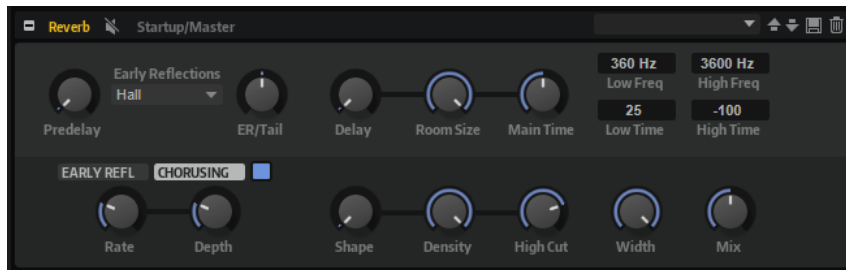 Reverb Startup/Master
Early Reflections
Hall
360 Hz 3600 Hz
Low Freq High Freq
25 -100
Predelay ER/Tail Delay Room Size Main Time Low Time High Time
EARLY REFL CHORUSING
Rate Depth Shape Density High Cut Width Mix